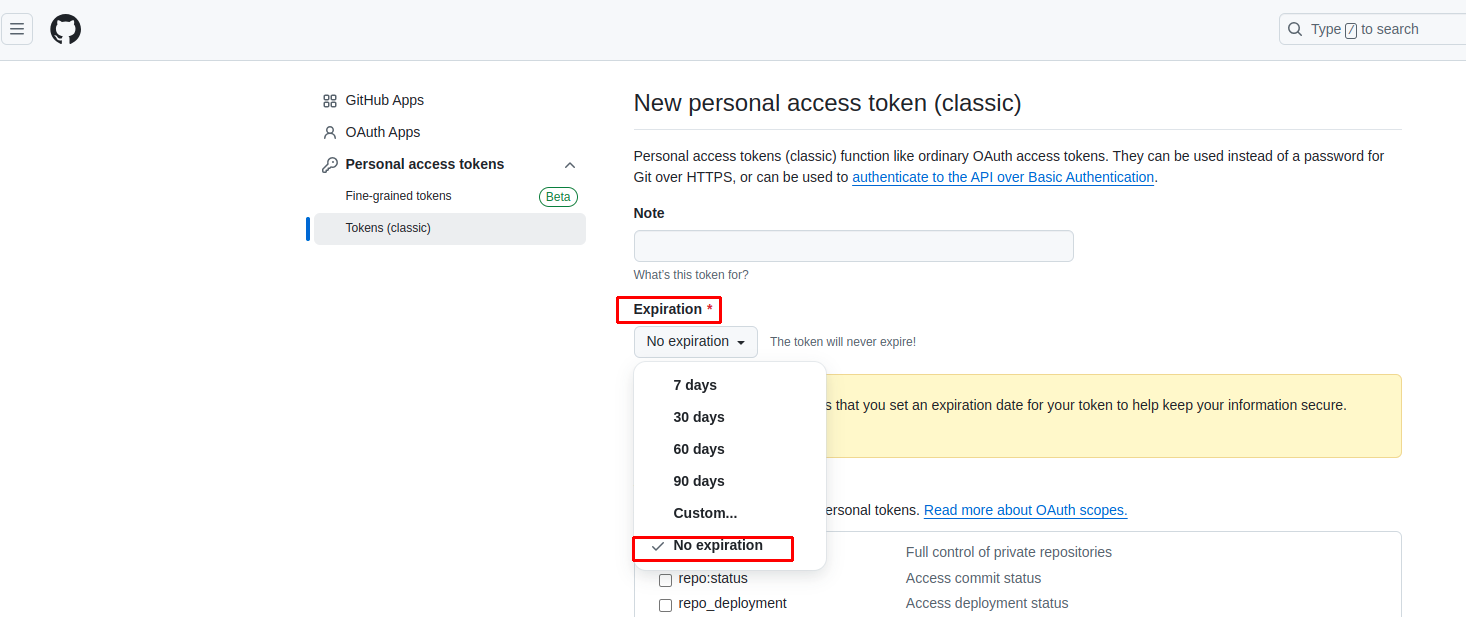 Type / to search
GitHub Apps
OAuth Apps
Personal access tokens
Fine-grained tokens
Beta
Tokens (classic)
New personal access token (classic)
Personal access tokens (classic) function like ordinary OAuth access tokens. They can be used instead of a password for
Git over HTTPS, or can be used to authenticate to the API over Basic Authentication.
Note
What's this token for?
Expiration *
No expiration
The token will never expire!
7 days
30 days
60 days
90 days
Custom...
No expiration
that you set an expiration date for your token to help keep your information secure.
tokens. Read more about OAuth scopes.
Full control of private repositories
repo:status
Access commit status
repo_deployment
Access deployment status